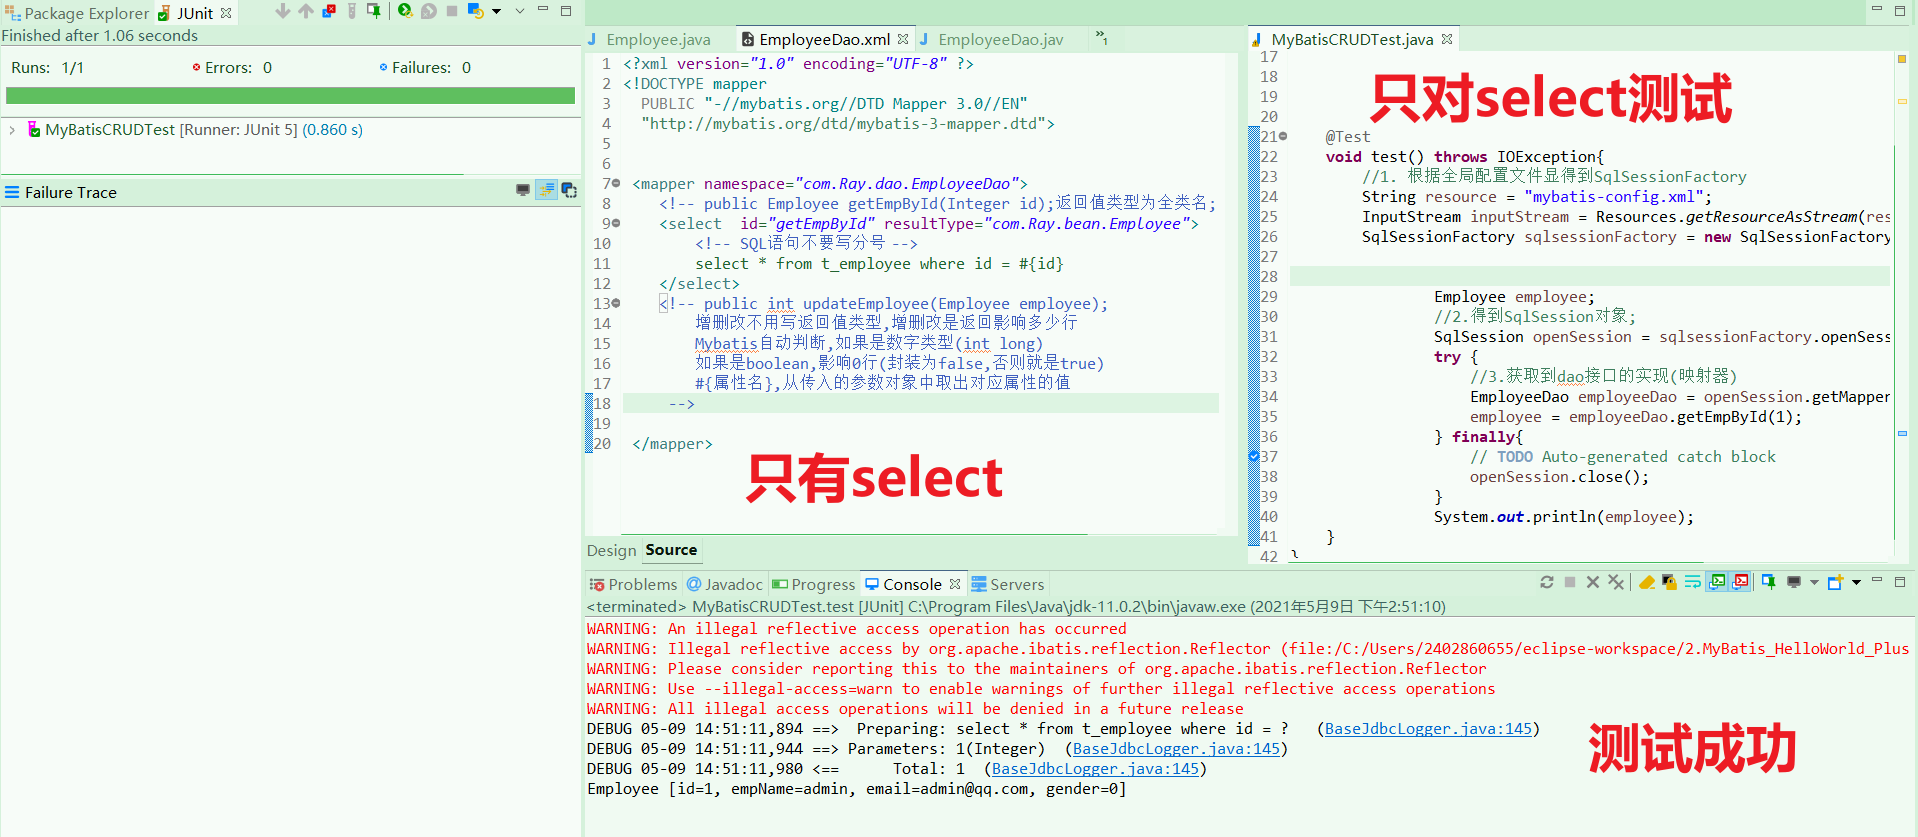 Package Explorer
JUnit
Finished after 1.06 seconds
Runs: 1/1
Errors: 0
Failures: 0
MyBatisCRUDTest [Runner: JUnit 5] (0.860 s)
Failure Trace
Employee.java
EmployeeDao.xml
EmployeeDao.jav
»1
1 <?xml version="1.0" encoding="UTF-8" ?>
2 <!DOCTYPE mapper
3 PUBLIC "-//mybatis.org//DTD Mapper 3.0//EN"
4 "http://mybatis.org/dtd/mybatis-3-mapper.dtd">
5
6
7 <mapper namespace="com.Ray.dao.EmployeeDao">
8 <!-- public Employee getEmpById(Integer id);返回值类型为全类名;
9 <select  id="getEmpById" resultType="com.Ray.bean.Employee">
10 <!-- SQL语句不要写分号 -->
11 select * from t_employee where id = #{id}
12 </select>
13 <!-- public int updateEmployee(Employee employee);
14 增删改不用写返回值类型,增删改是返回影响多少行
15 Mybatis自动判断,如果是数字类型(int long)
16 如果是boolean,影响0行(封装为false,否则就是true)
17 #{属性名},从传入的参数对象中取出对应属性的值
18 -->
19
20 </mapper>
只有select
Design
Source
MyBatisCRUDTest.java
17
18
19
20
只对select测试
21 @Test
22 void test() throws IOException{
23 //1. 根据全局配置文件显得到SqlSessionFactory
24 String resource = "mybatis-config.xml";
25 InputStream inputStream = Resources.getResourceAsStream(res
26 SqlSessionFactory sqlsessionFactory = new SqlSessionFactory
27
28
29 Employee employee;
30 //2.得到SqlSession对象;
31 SqlSession openSession = sqlsessionFactory.openSess
32 try {
33 //3.获取到dao接口的实现(映射器)
34 EmployeeDao employeeDao = openSession.getMapper
35 employee = employeeDao.getEmpById(1);
36 } finally{
37 // TODO Auto-generated catch block
38 openSession.close();
39 }
40 System.out.println(employee);
41 }
42 }
Problems
Javadoc
Progress
Console
Servers
<terminated> MyBatisCRUDTest.test [JUnit] C:\Program Files\Java\jdk-11.0.2\bin\javaw.exe (2021年5月9日 下午2:51:10)
WARNING: An illegal reflective access operation has occurred
WARNING: Illegal reflective access by org.apache.ibatis.reflection.Reflector (file:/C:/Users/2402860655/eclipse-workspace/2.MyBatis_HelloWorld_Plus
WARNING: Please consider reporting this to the maintainers of org.apache.ibatis.reflection.Reflector
WARNING: Use --illegal-access=warn to enable warnings of further illegal reflective access operations
WARNING: All illegal access operations will be denied in a future release
DEBUG 05-09 14:51:11,894 ==>  Preparing: select * from t_employee where id = ?   (BaseJdbcLogger.java:145)
DEBUG 05-09 14:51:11,944 ==> Parameters: 1(Integer)  (BaseJdbcLogger.java:145)
DEBUG 05-09 14:51:11,980 <==      Total: 1  (BaseJdbcLogger.java:145)
Employee [id=1, empName=admin, email=admin@qq.com, gender=0]
测试成功